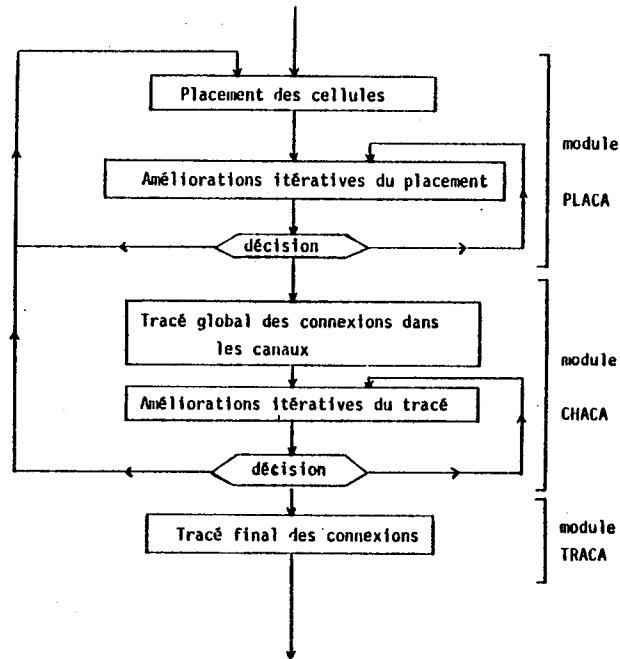 Placement des cellules
module
Améliorations itératives du placement
PLACA
décision
Tracé global des connexions dans
les canaux
module
Améliorations itératives du tracé
CHACA
décision
Tracé final des connexions
module
TRACA